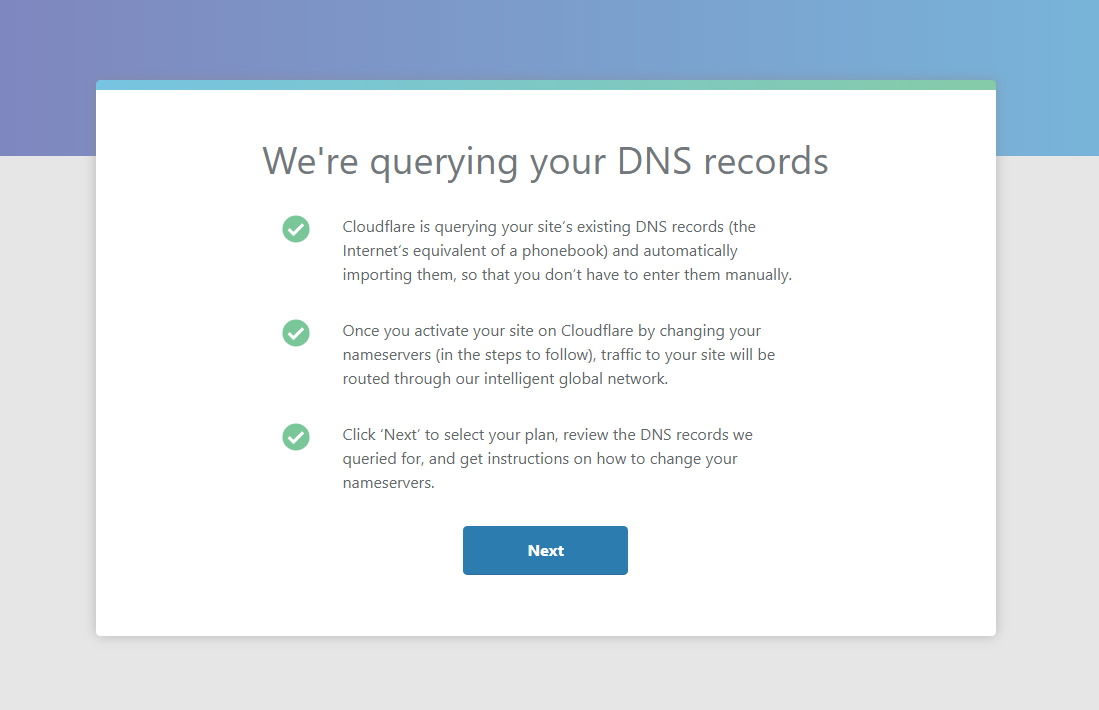 We're querying your DNS records
Cloudflare is querying your site’s existing DNS records (the
Internet’s equivalent of a phonebook) and automatically
importing them, so that you don’t have to enter them manually.
Once you activate your site on Cloudflare by changing your
nameservers (in the steps to follow), traffic to your site will be
routed through our intelligent global network.
Click ‘Next’ to select your plan, review the DNS records we
queried for, and get instructions on how to change your
nameservers.
Next